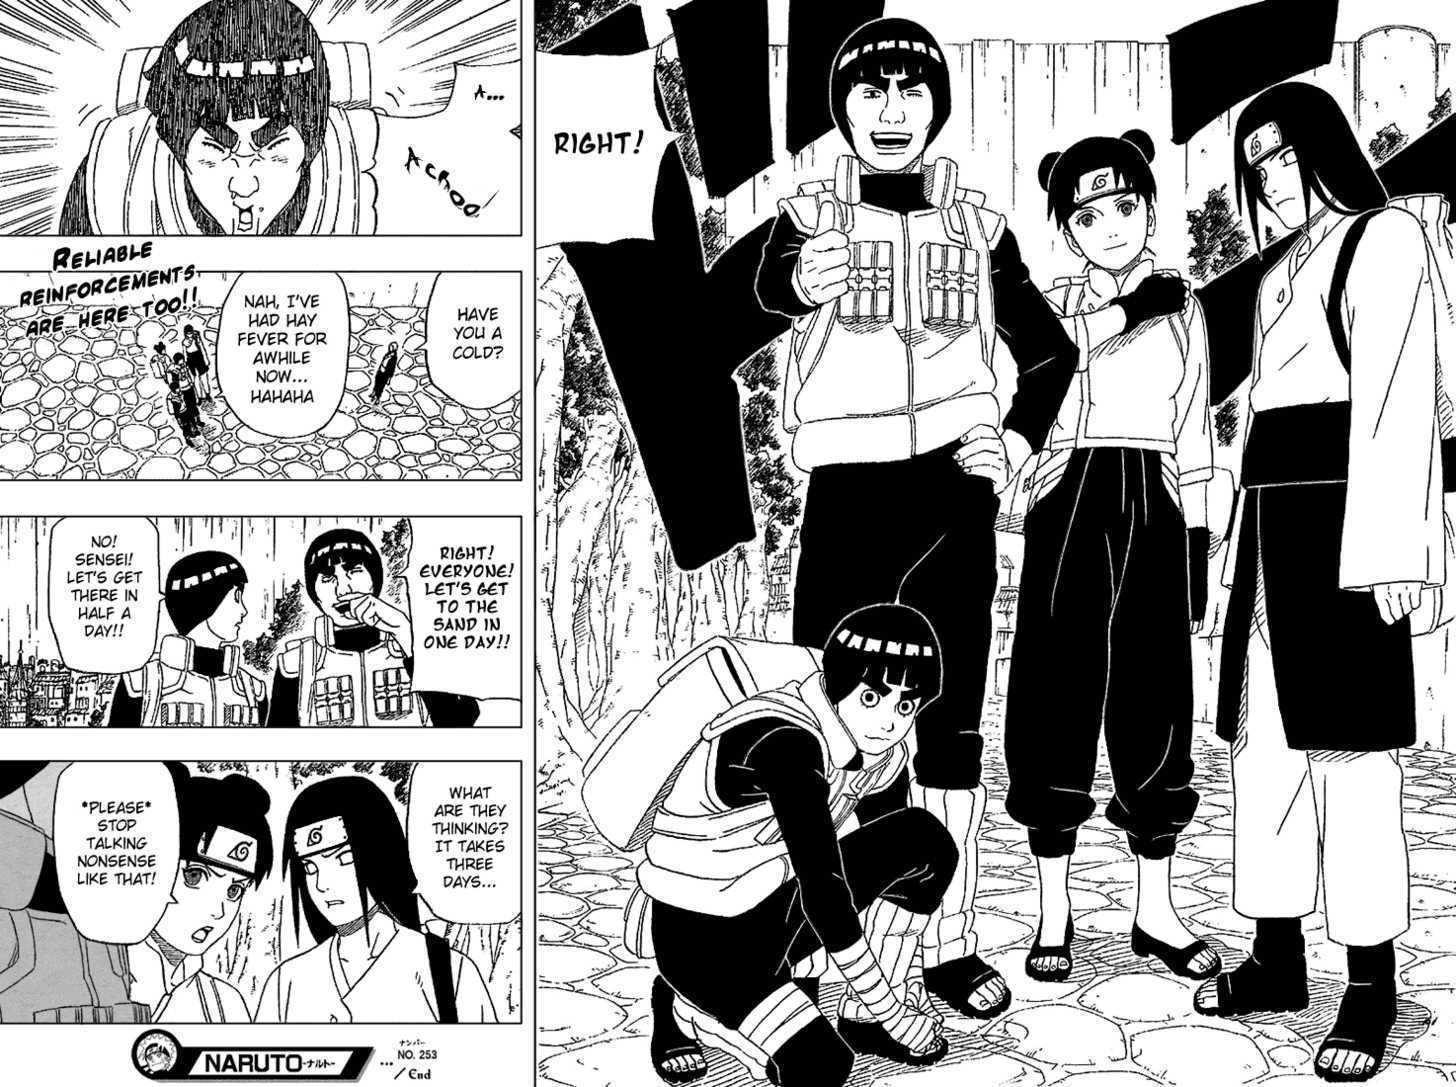 RIGHT!
A...
Achoo
HAVE
YOU A
COLD?
NAH, I'VE
HAD HAY
FEVER FOR
AWHILE
NOW...
HAHAHA
RELIABLE
REINFORCEMENTS
ARE HERE TOO!!
RIGHT!
EVERYONE!
LET'S GET
TO THE
SAND IN
ONE DAY!!
NO!
SENSEI!
LET'S GET
THERE IN
HALF A
DAY!!
WHAT
ARE THEY
THINKING?
IT TAKES
THREE
DAYS...
*PLEASE*
STOP
TALKING
NONSENSE
LIKE THAT!
NARUTO -ナルト-
ナンバー
NO. 253
...
／End